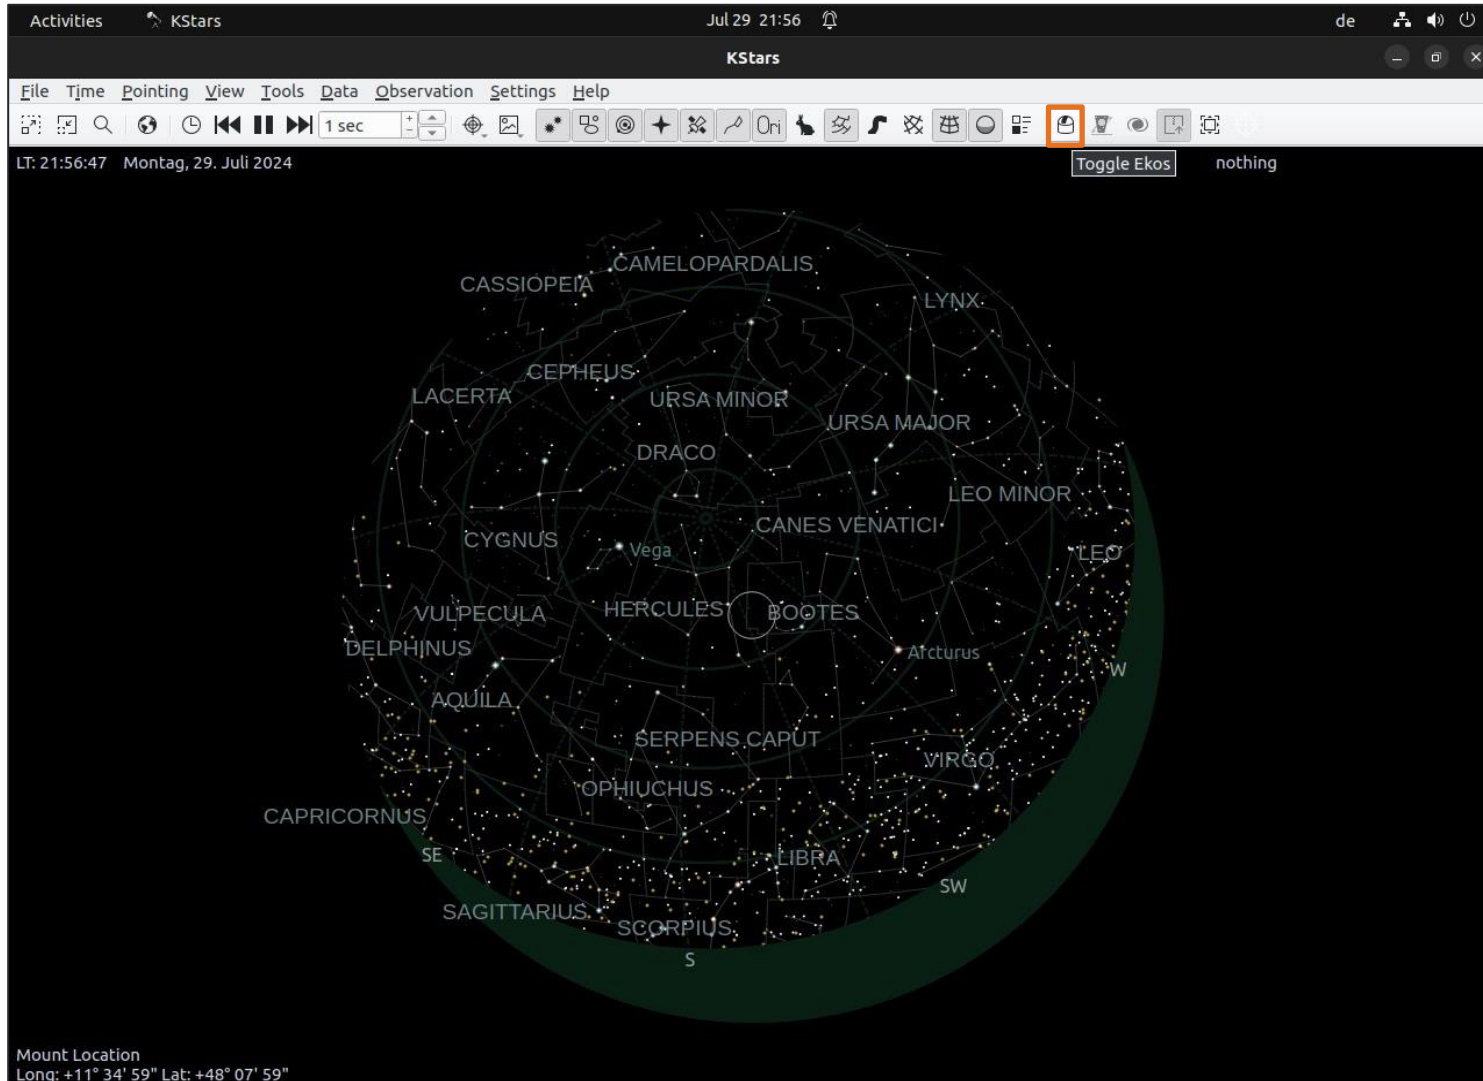 Activities KStars Jul 29 21:56 de
KStars
File Time Pointing View Tools Data Observation Settings Help
1 sec Ori
LT: 21:56:47 Montag, 29. Juli 2024 Toggle Ekos nothing
CAMELOPARDALIS
CASSIOPEIA
LYNX
CEPHEUS
LACERTA
URSA MINOR
URSA MAJOR
DRACO
LEO MINOR
CANES VENATICI
CYGNUS
Vega
LEO
HERCULES
BOOTES
VULPECULA
DELPHINUS
Arcturus
W
AQUILA
SERPENS CAPUT
VIRGO
OPHIUCHUS
CAPRICORNUS
SE
LIBRA
SW
SAGITTARIUS
SCORPIUS
S
Mount Location
Long: +11° 34' 59" Lat: +48° 07' 59"